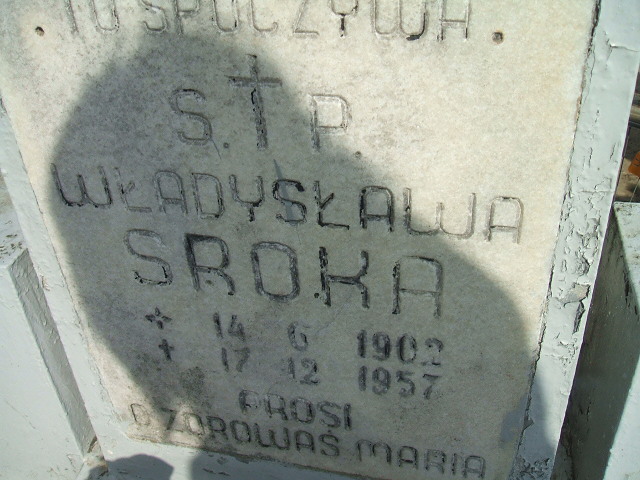 TU SPOCZYWA
Ś.†P.
WŁADYSŁAWA
SROKA
* 14 6 1902
† 17 12 1957
PROSI
O ZDROWAŚ MARIA